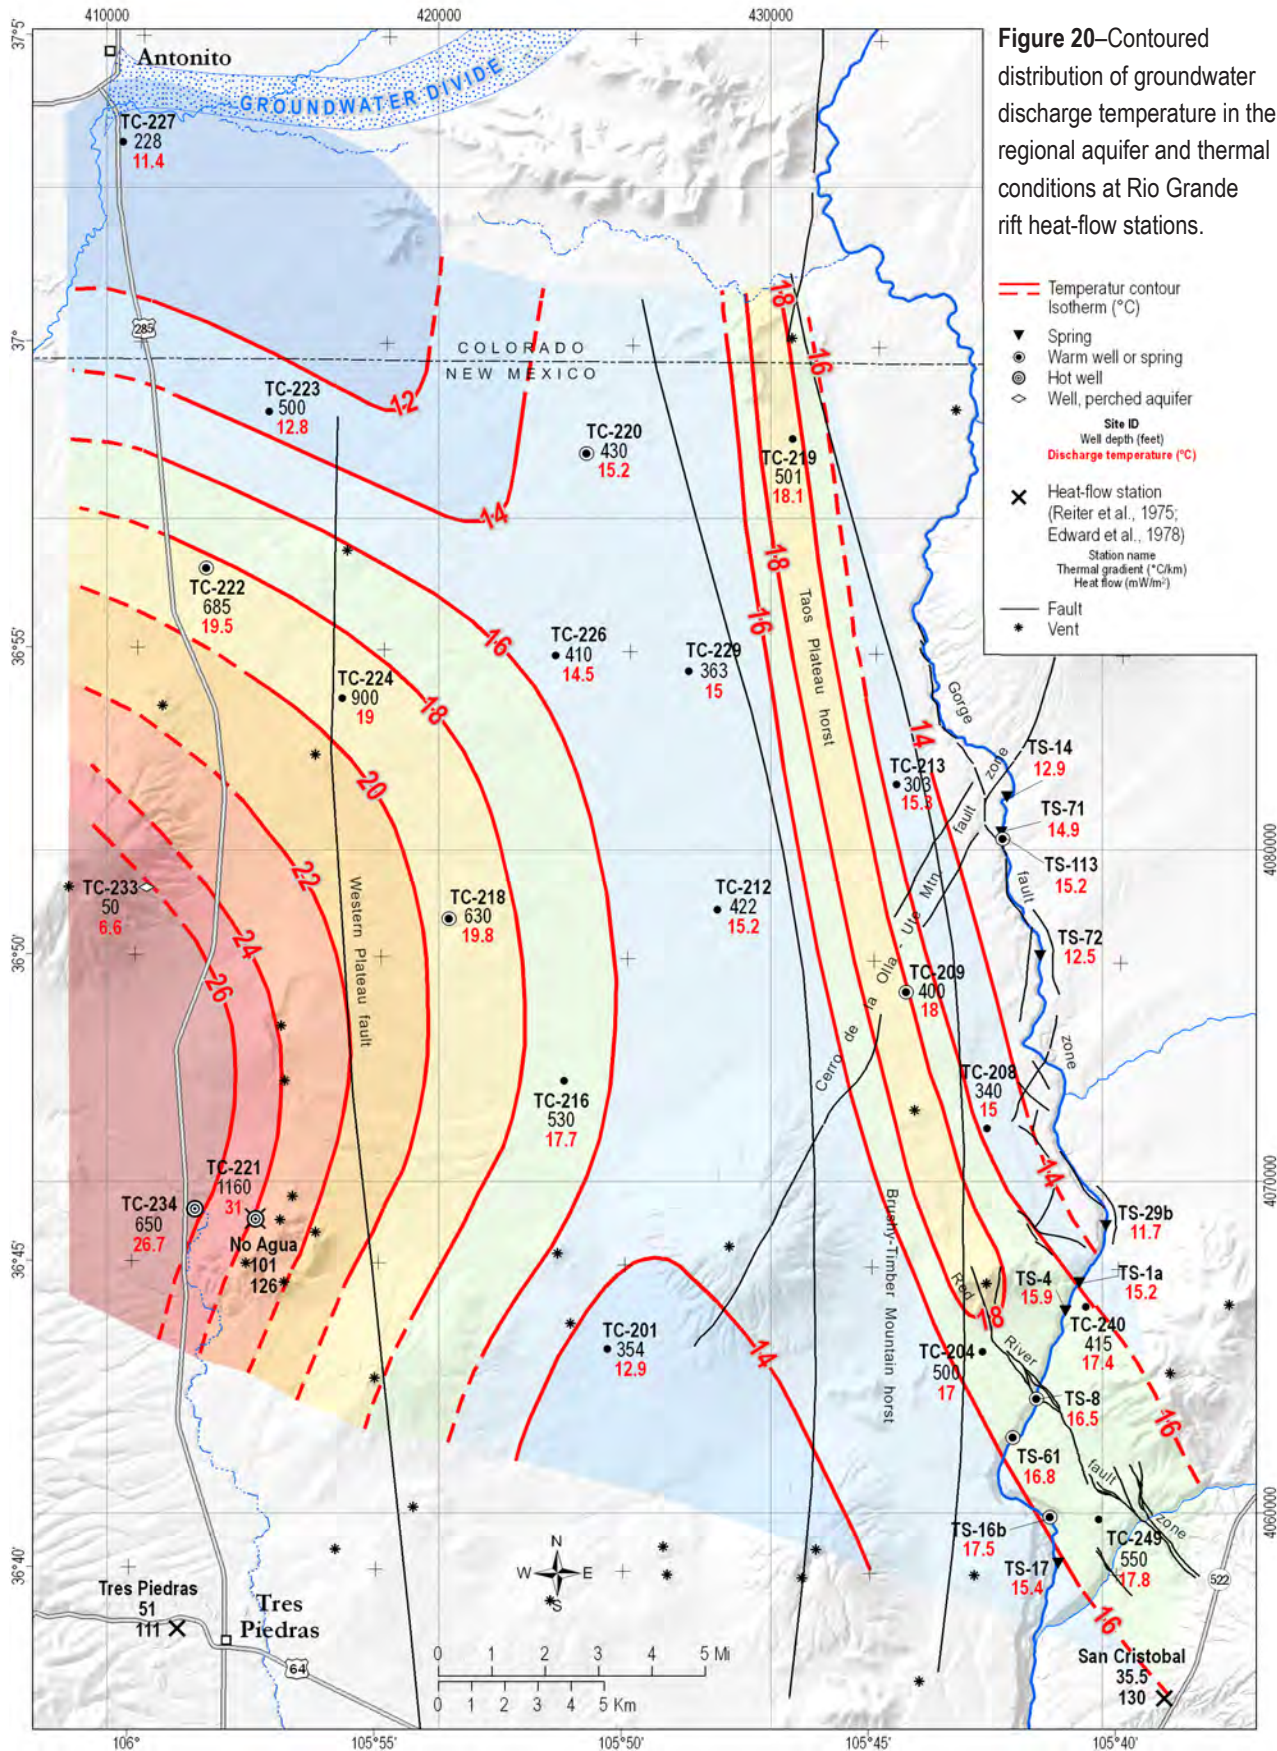 410000
420000
430000
37°5'
Antonito
GROUNDWATER DIVIDE
Figure 20–Contoured
distribution of groundwater
discharge temperature in the
regional aquifer and thermal
conditions at Rio Grande
rift heat-flow stations.
TC-227
228
11.4
Temperatur contour
Isotherm (°C)
Spring
Warm well or spring
Hot well
Well, perched aquifer
Site ID
Well depth (feet)
Discharge temperature (°C)
Heat-flow station
(Reiter et al., 1975;
Edward et al., 1978)
Station name
Thermal gradient (°C/km)
Heat flow (mW/m²)
Fault
Vent
18
285
37°
COLORADO
NEW MEXICO
16
12
TC-223
500
12.8
TC-220
430
15.2
TC-219
501
18.1
14
18
TC-222
685
19.5
16
16
Taos Plateau horst
TC-226
410
14.5
TC-229
363
15
36°55'
TC-224
900
19
18
Gorge
fault
zone
14
TS-14
12.9
TC-213
303
15.3
20
TS-71
14.9
TS-113
15.2
4080000
22
Western Plateau fault
TC-233
50
6.6
TC-218
630
19.8
TC-212
422
15.2
Cerro de la Olla - Ute Mtn.
fault
zone
TS-72
12.5
24
26
36°50'
TC-209
400
18
TC-208
340
15
TC-216
530
17.7
14
4070000
TC-221
1160
31
TC-234
650
26.7
No Agua
101
126
Brushy-Timber Mountain horst
TS-29b
11.7
36°45'
Red
River
fault
zone
TS-4
15.9
TS-1a
15.2
18
TC-240
415
17.4
TC-201
354
12.9
14
TC-204
500
17
TS-8
16.5
16
TS-61
16.8
4060000
TS-16b
17.5
TC-249
550
17.8
TS-17
15.4
36°40'
N
W E
S
522
Tres Piedras
51
111
Tres
Piedras
16
San Cristobal
35.5
130
64
0 1 2 3 4 5 Mi
0 1 2 3 4 5 Km
106°
105°55'
105°50'
105°45'
105°40'